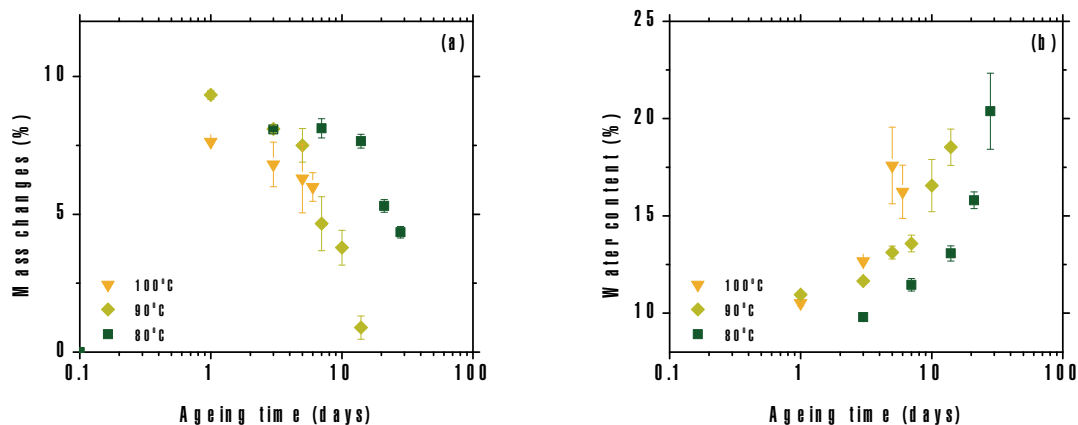 (a)
10
5
0
Mass changes (%)
100°C
90°C
80°C
0.1 1 10 100
Ageing time (days)
(b)
25
20
15
10
Water content (%)
100°C
90°C
80°C
0.1 1 10 100
Ageing time (days)